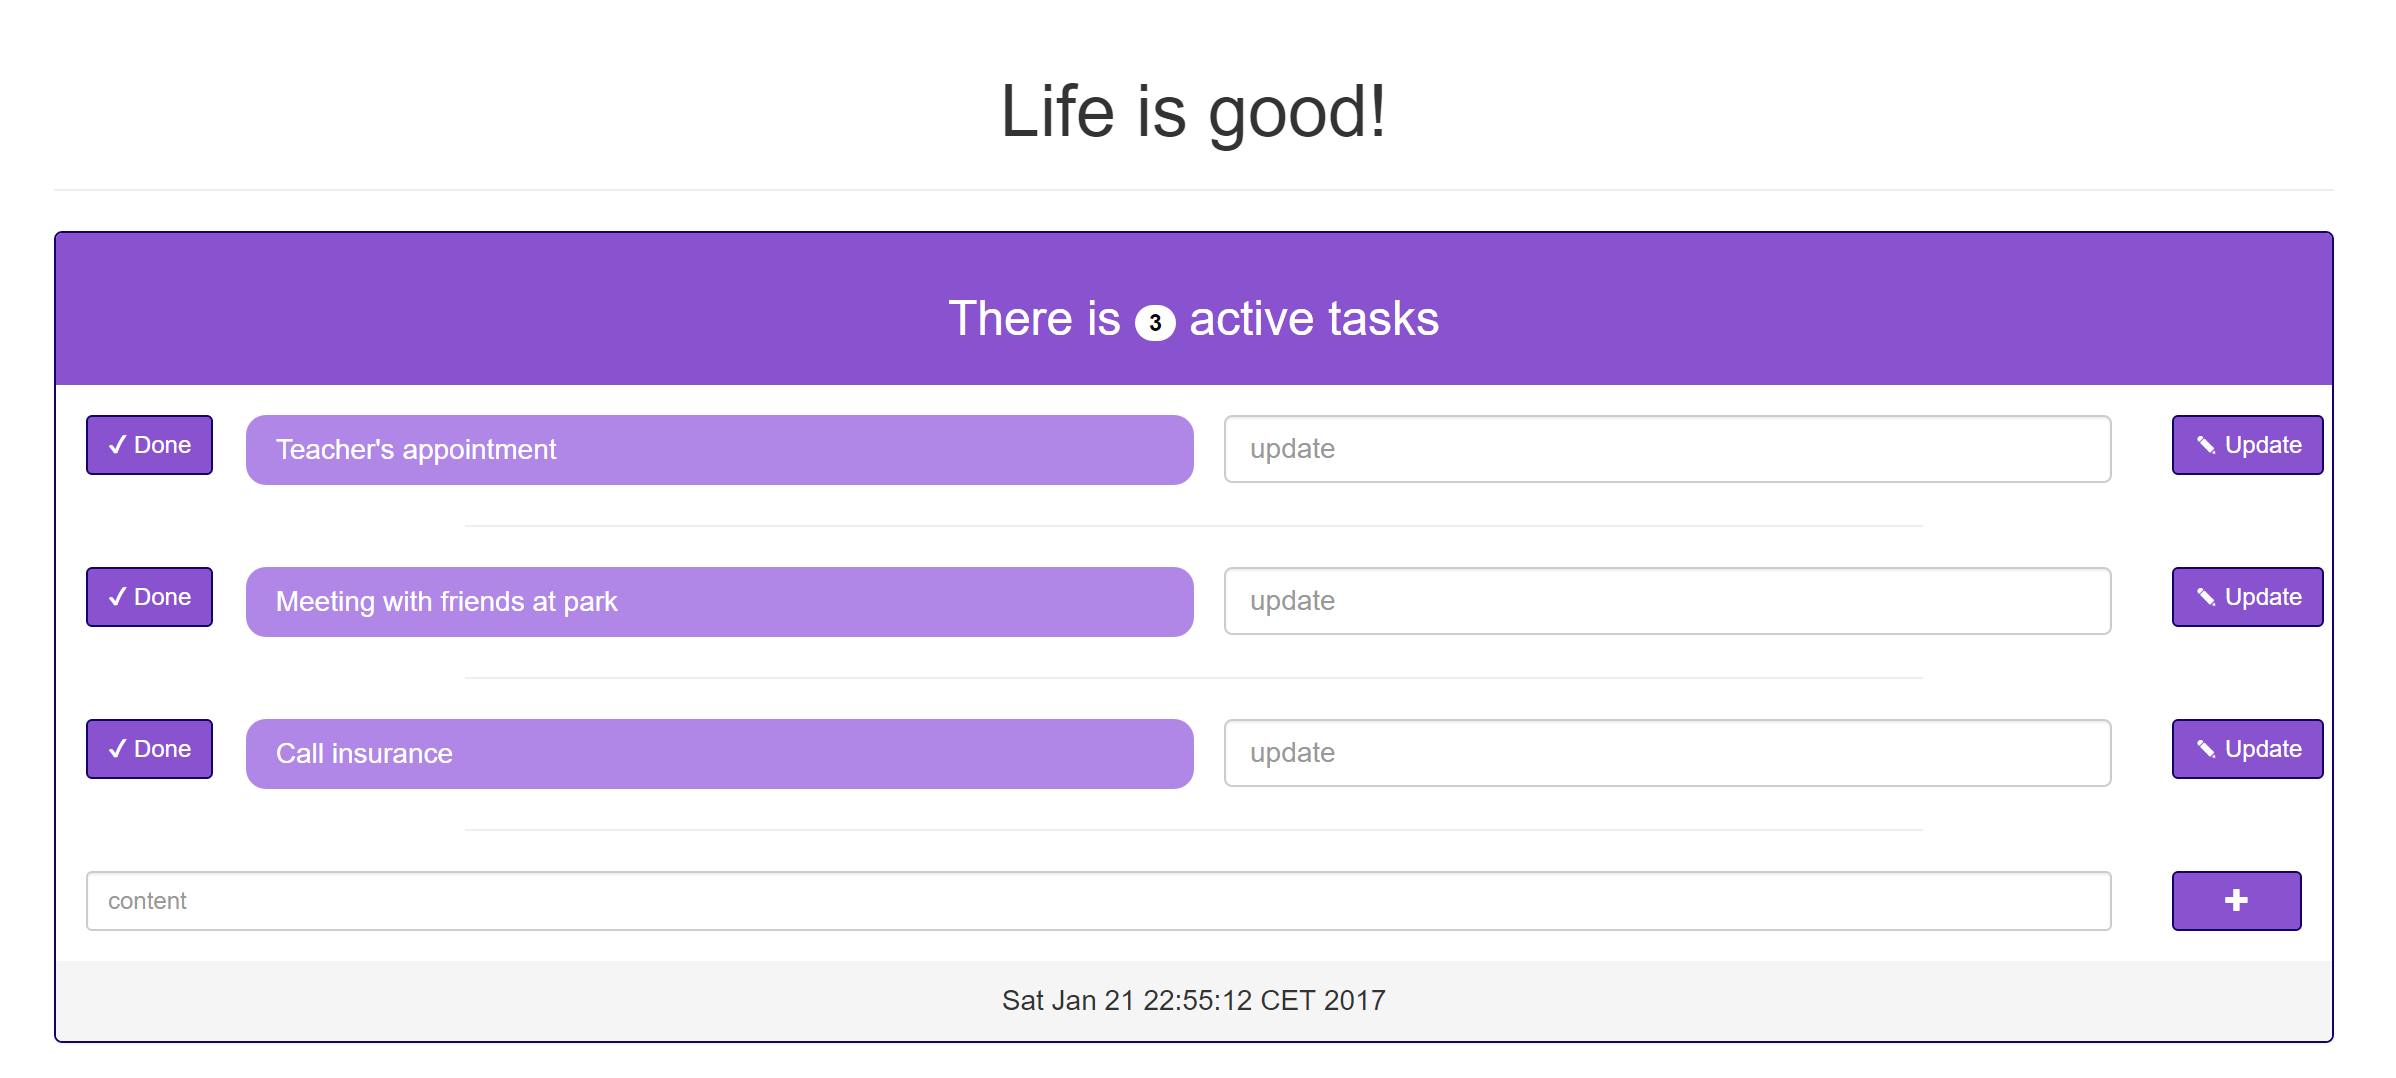 Life is good!
There is 3 active tasks
✓ Done Teacher's appointment update Update
✓ Done Meeting with friends at park update Update
✓ Done Call insurance update Update
content +
Sat Jan 21 22:55:12 CET 2017